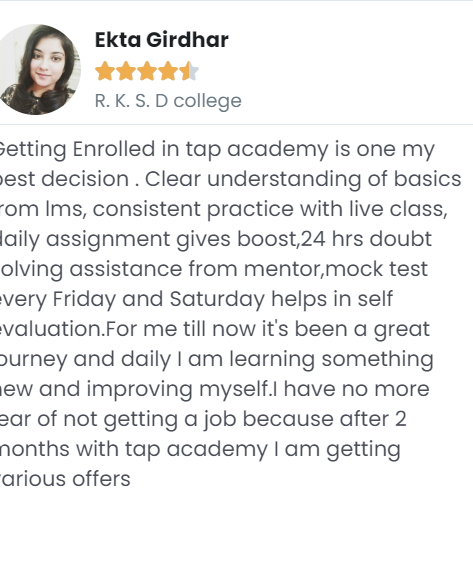 Ekta Girdhar
R. K. S. D college
Getting Enrolled in tap academy is one my
best decision . Clear understanding of basics
from lms, consistent practice with live class,
daily assignment gives boost,24 hrs doubt
solving assistance from mentor,mock test
every Friday and Saturday helps in self
evaluation.For me till now it's been a great
journey and daily I am learning something
new and improving myself.I have no more
fear of not getting a job because after 2
months with tap academy I am getting
various offers